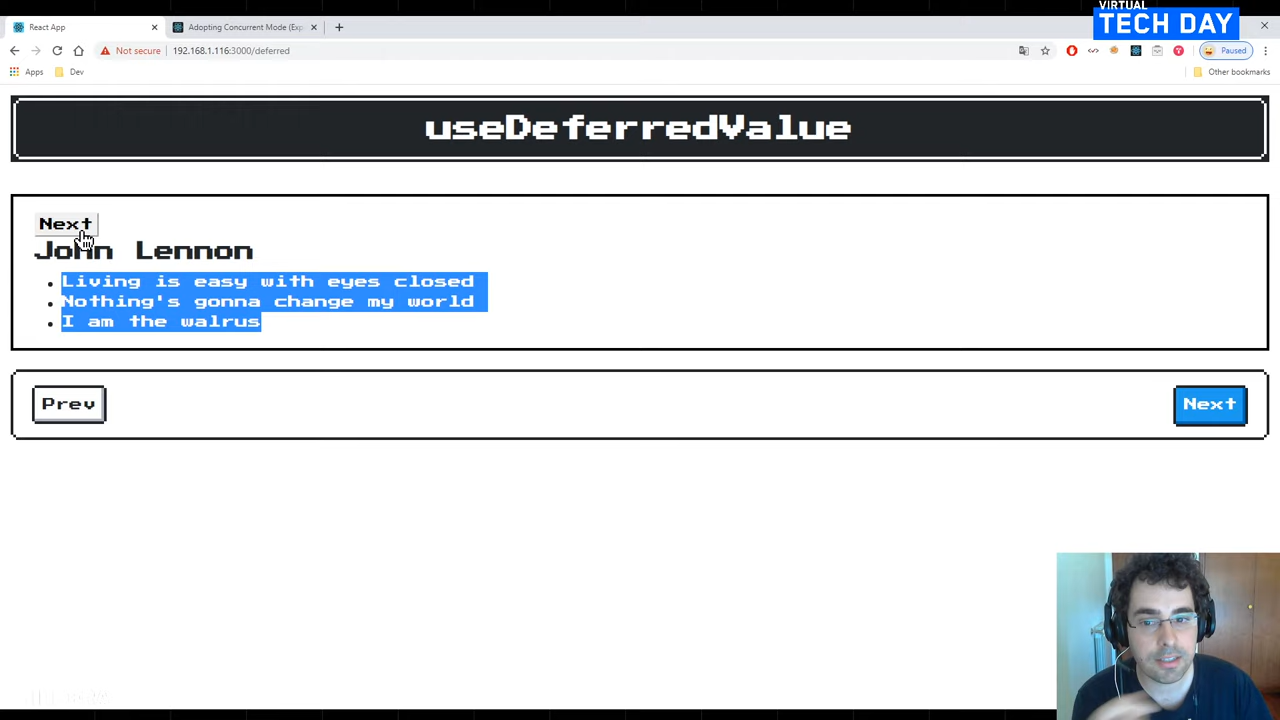 VIRTUAL
TECH DAY
React App
Adopting Concurrent Mode (Exp
Not secure
192.168.1.116:3000/deferred
Paused
Apps
Dev
Other bookmarks
useDeferredValue
Next
John Lennon
Living is easy with eyes closed
Nothing's gonna change my world
I am the walrus
Prev
Next